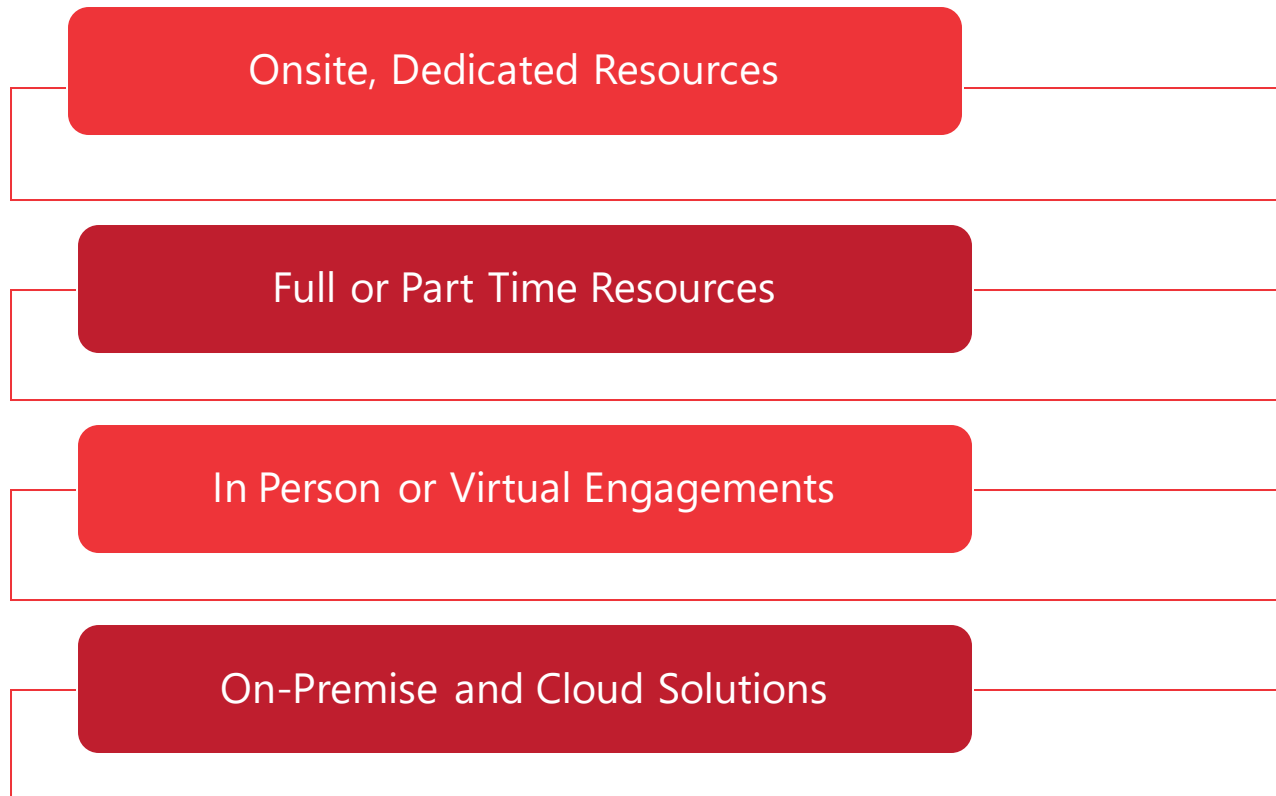 Onsite, Dedicated Resources
Full or Part Time Resources
In Person or Virtual Engagements
On-Premise and Cloud Solutions